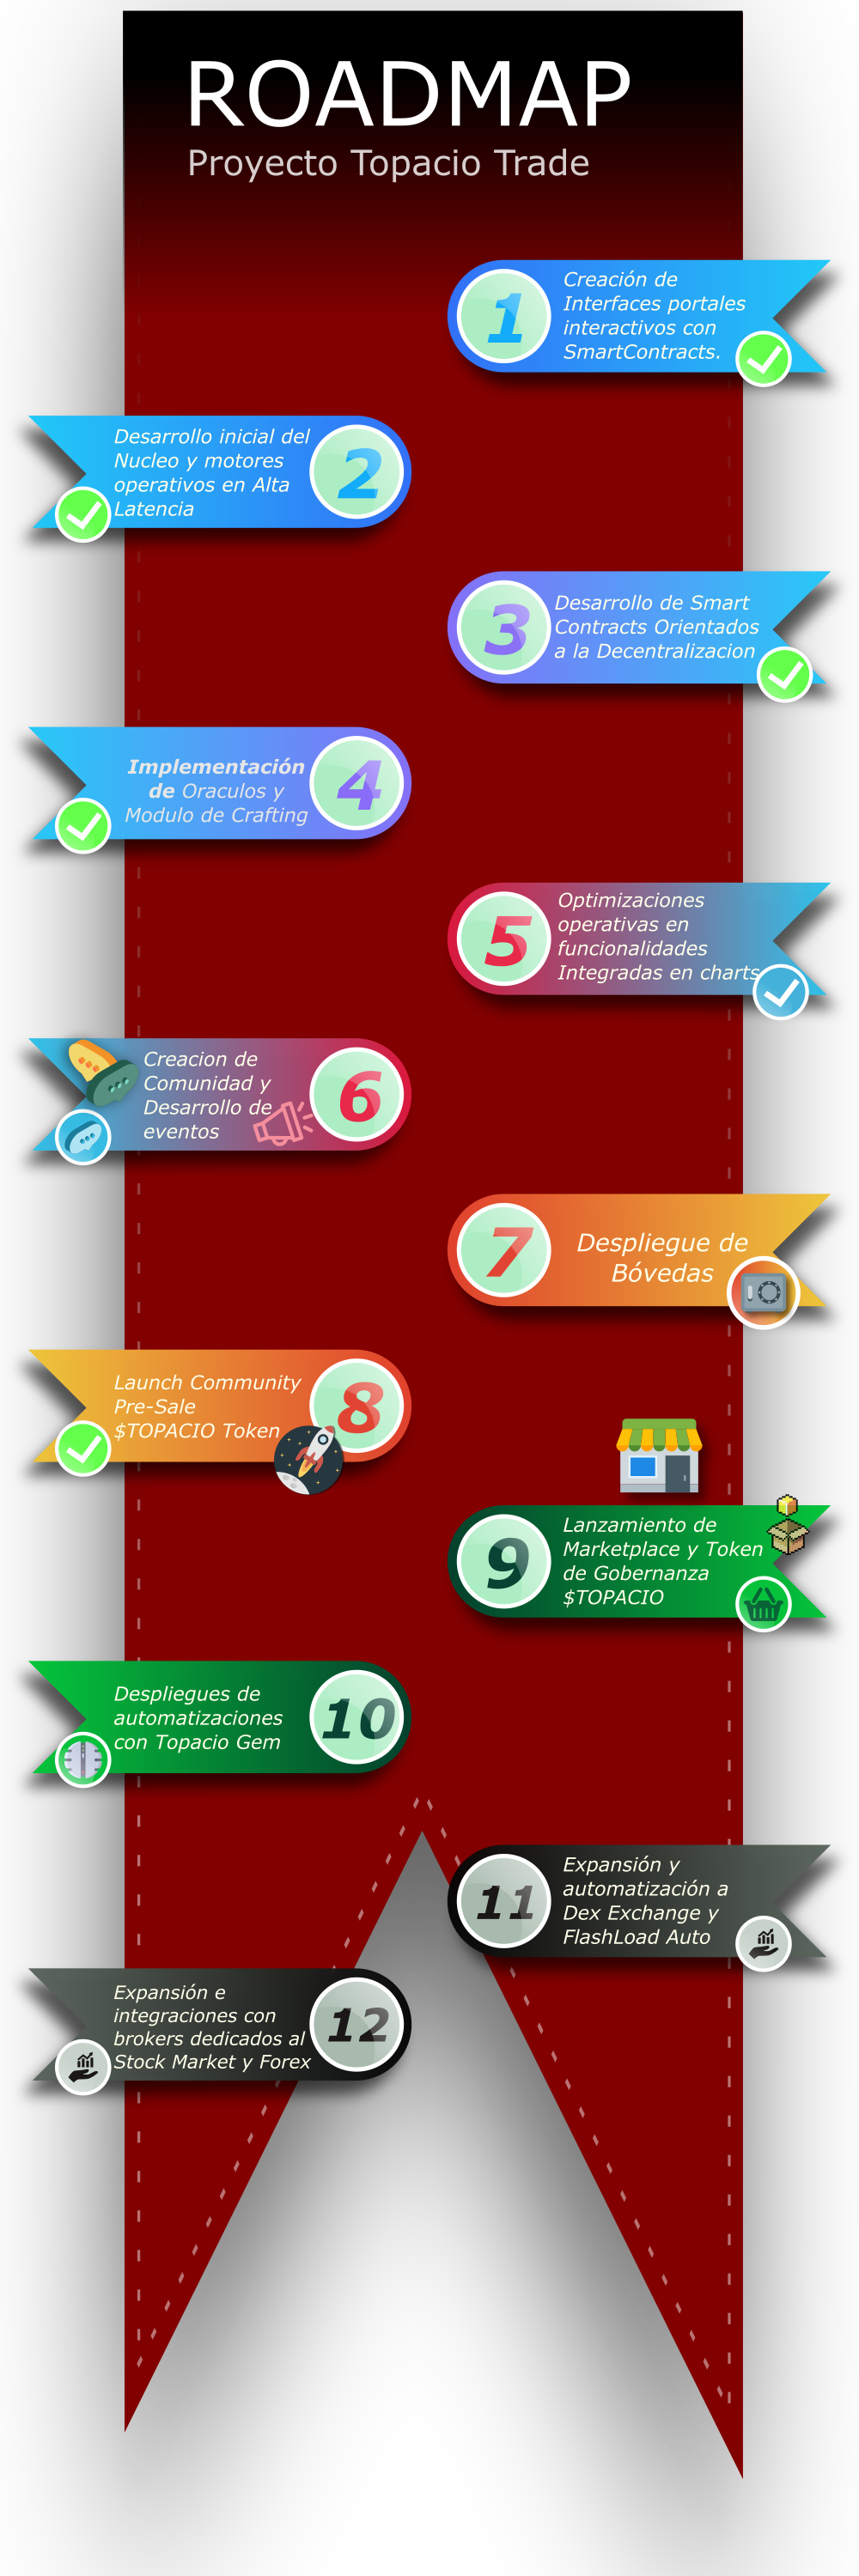 ROADMAP
Proyecto Topacio Trade
1
Creación de
Interfaces portales
interactivos con
SmartContracts.
2
Desarrollo inicial del
Nucleo y motores
operativos en Alta
Latencia
3
Desarrollo de Smart
Contracts Orientados
a la Decentralizacion
4
Implementación
de Oraculos y
Modulo de Crafting
5
Optimizaciones
operativas en
funcionalidades
Integradas en charts
6
Creacion de
Comunidad y
Desarrollo de
eventos
7
Despliegue de
Bóvedas
8
Launch Community
Pre-Sale
$TOPACIO Token
9
Lanzamiento de
Marketplace y Token
de Gobernanza
$TOPACIO
10
Despliegues de
automatizaciones
con Topacio Gem
11
Expansión y
automatización a
Dex Exchange y
FlashLoad Auto
12
Expansión e
integraciones con
brokers dedicados al
Stock Market y Forex